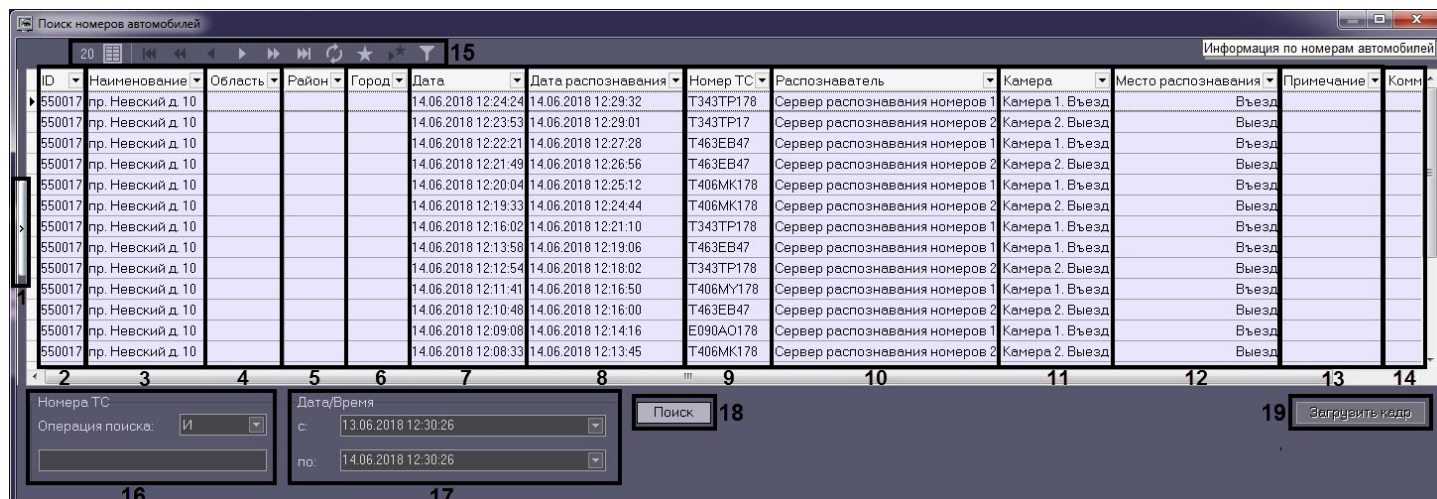 Поиск номеров автомобилей
20 15
Информация по номерам автомобилей
ID Наименование Область Район Город Дата Дата распознавания Номер ТС Распознаватель Камера Место распознавания Примечание Комм
550017 пр. Невский д. 10 14.06.2018 12:24:24 14.06.2018 12:29:32 T343TP178 Сервер распознавания номеров 1 Камера 1. Въезд Въезд
550017 пр. Невский д. 10 14.06.2018 12:23:53 14.06.2018 12:29:01 T343TP17 Сервер распознавания номеров 2 Камера 2. Выезд Выезд
550017 пр. Невский д. 10 14.06.2018 12:22:21 14.06.2018 12:27:28 T463EB47 Сервер распознавания номеров 1 Камера 1. Въезд Въезд
550017 пр. Невский д. 10 14.06.2018 12:21:49 14.06.2018 12:26:56 T463EB47 Сервер распознавания номеров 2 Камера 2. Выезд Выезд
550017 пр. Невский д. 10 14.06.2018 12:20:04 14.06.2018 12:25:12 T406MK178 Сервер распознавания номеров 1 Камера 1. Въезд Въезд
550017 пр. Невский д. 10 14.06.2018 12:19:33 14.06.2018 12:24:44 T406MK178 Сервер распознавания номеров 2 Камера 2. Выезд Выезд
550017 пр. Невский д. 10 14.06.2018 12:16:02 14.06.2018 12:21:10 T343TP178 Сервер распознавания номеров 1 Камера 1. Въезд Въезд
550017 пр. Невский д. 10 14.06.2018 12:13:58 14.06.2018 12:19:06 T463EB47 Сервер распознавания номеров 1 Камера 1. Въезд Въезд
550017 пр. Невский д. 10 14.06.2018 12:12:54 14.06.2018 12:18:02 T343TP178 Сервер распознавания номеров 2 Камера 2. Выезд Выезд
550017 пр. Невский д. 10 14.06.2018 12:11:41 14.06.2018 12:16:50 T406MY178 Сервер распознавания номеров 1 Камера 1. Въезд Въезд
550017 пр. Невский д. 10 14.06.2018 12:10:48 14.06.2018 12:16:00 T463EB47 Сервер распознавания номеров 2 Камера 2. Выезд Выезд
550017 пр. Невский д. 10 14.06.2018 12:09:08 14.06.2018 12:14:16 E090AO178 Сервер распознавания номеров 1 Камера 1. Въезд Въезд
550017 пр. Невский д. 10 14.06.2018 12:08:33 14.06.2018 12:13:45 T406MK178 Сервер распознавания номеров 2 Камера 2. Выезд Выезд
1
2 3 4 5 6 7 8 9 10 11 12 13 14
Номера ТС
Операция поиска: И
16
Дата/Время
с: 13.06.2018 12:30:26
по: 14.06.2018 12:30:26
17
Поиск 18
19 Загрузить кадр